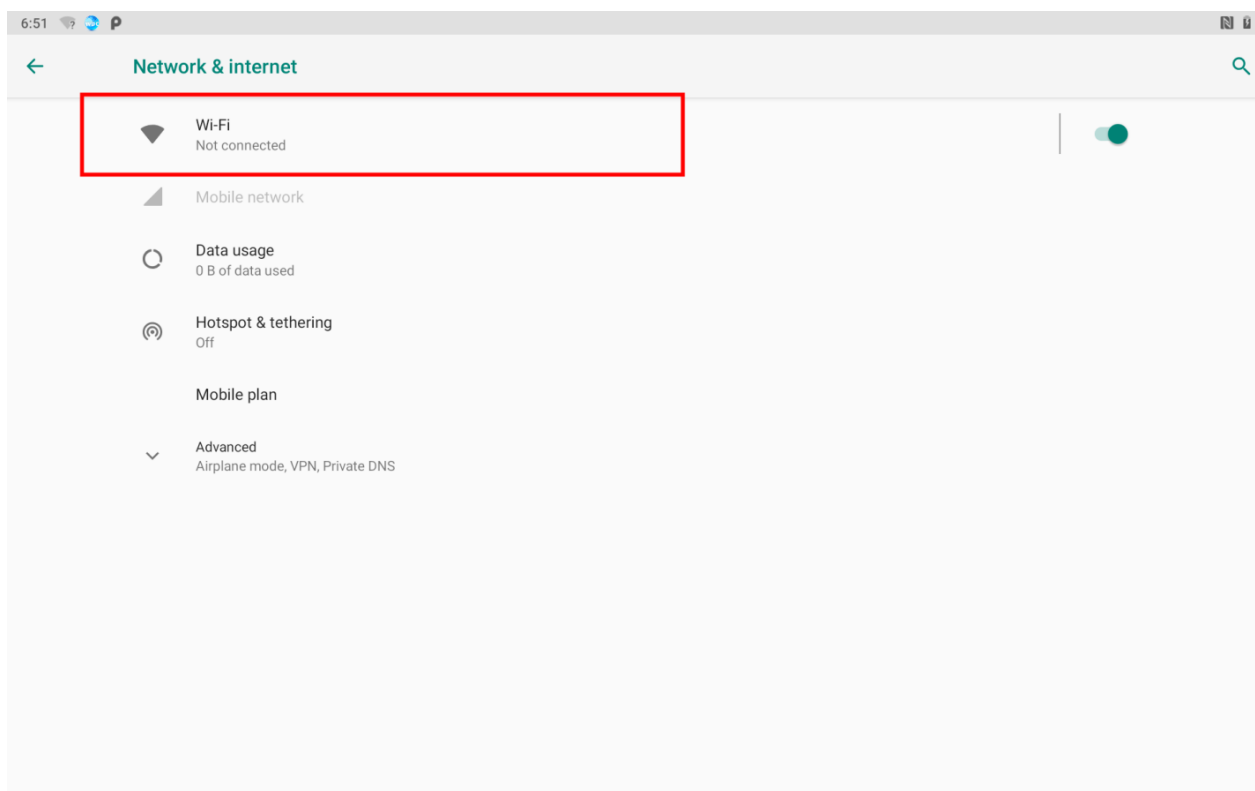 6:51
Network & internet
Wi-Fi
Not connected
Mobile network
Data usage
0 B of data used
Hotspot & tethering
Off
Mobile plan
Advanced
Airplane mode, VPN, Private DNS